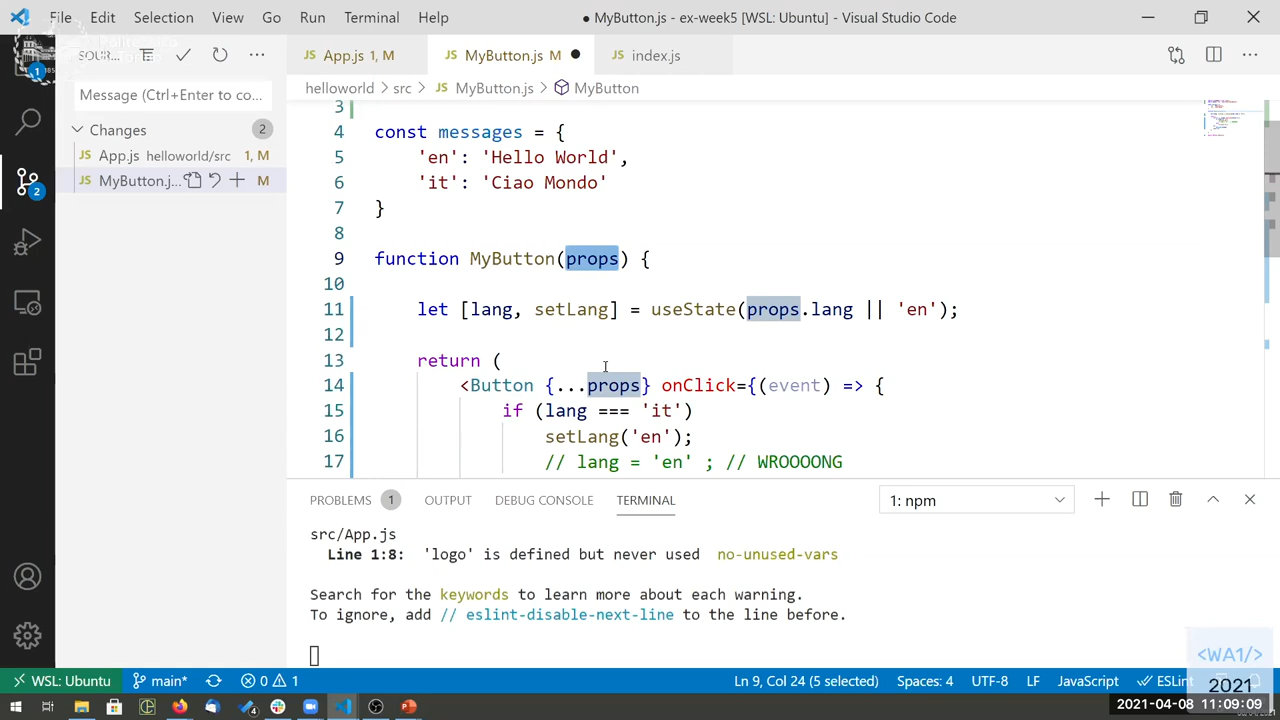 File Edit Selection View Go Run Terminal Help
● MyButton.js - ex-week5 [WSL: Ubuntu] - Visual Studio Code
App.js 1, M
MyButton.js M ●
index.js
Message (Ctrl+Enter to co...
helloworld > src > MyButton.js > MyButton
Changes 2
App.js helloworld/src 1, M
MyButton.j... M
1
2
3
4 const messages = {
5 'en': 'Hello World',
6 'it': 'Ciao Mondo'
7 }
8
9 function MyButton(props) {
10
11 let [lang, setLang] = useState(props.lang || 'en');
12
13 return (
14 <Button {...props} onClick={(event) => {
15 if (lang === 'it')
16 setLang('en');
17 // lang = 'en' ; // WROOOONG
PROBLEMS 1 OUTPUT DEBUG CONSOLE TERMINAL
1: npm
src/App.js
Line 1:8: 'logo' is defined but never used no-unused-vars
Search for the keywords to learn more about each warning.
To ignore, add // eslint-disable-next-line to the line before.
<WA1/>
2021
WSL: Ubuntu main* 0 1 Ln 9, Col 24 (5 selected) Spaces: 4 UTF-8 LF JavaScript ESLint
2021-04-08 11:09:09